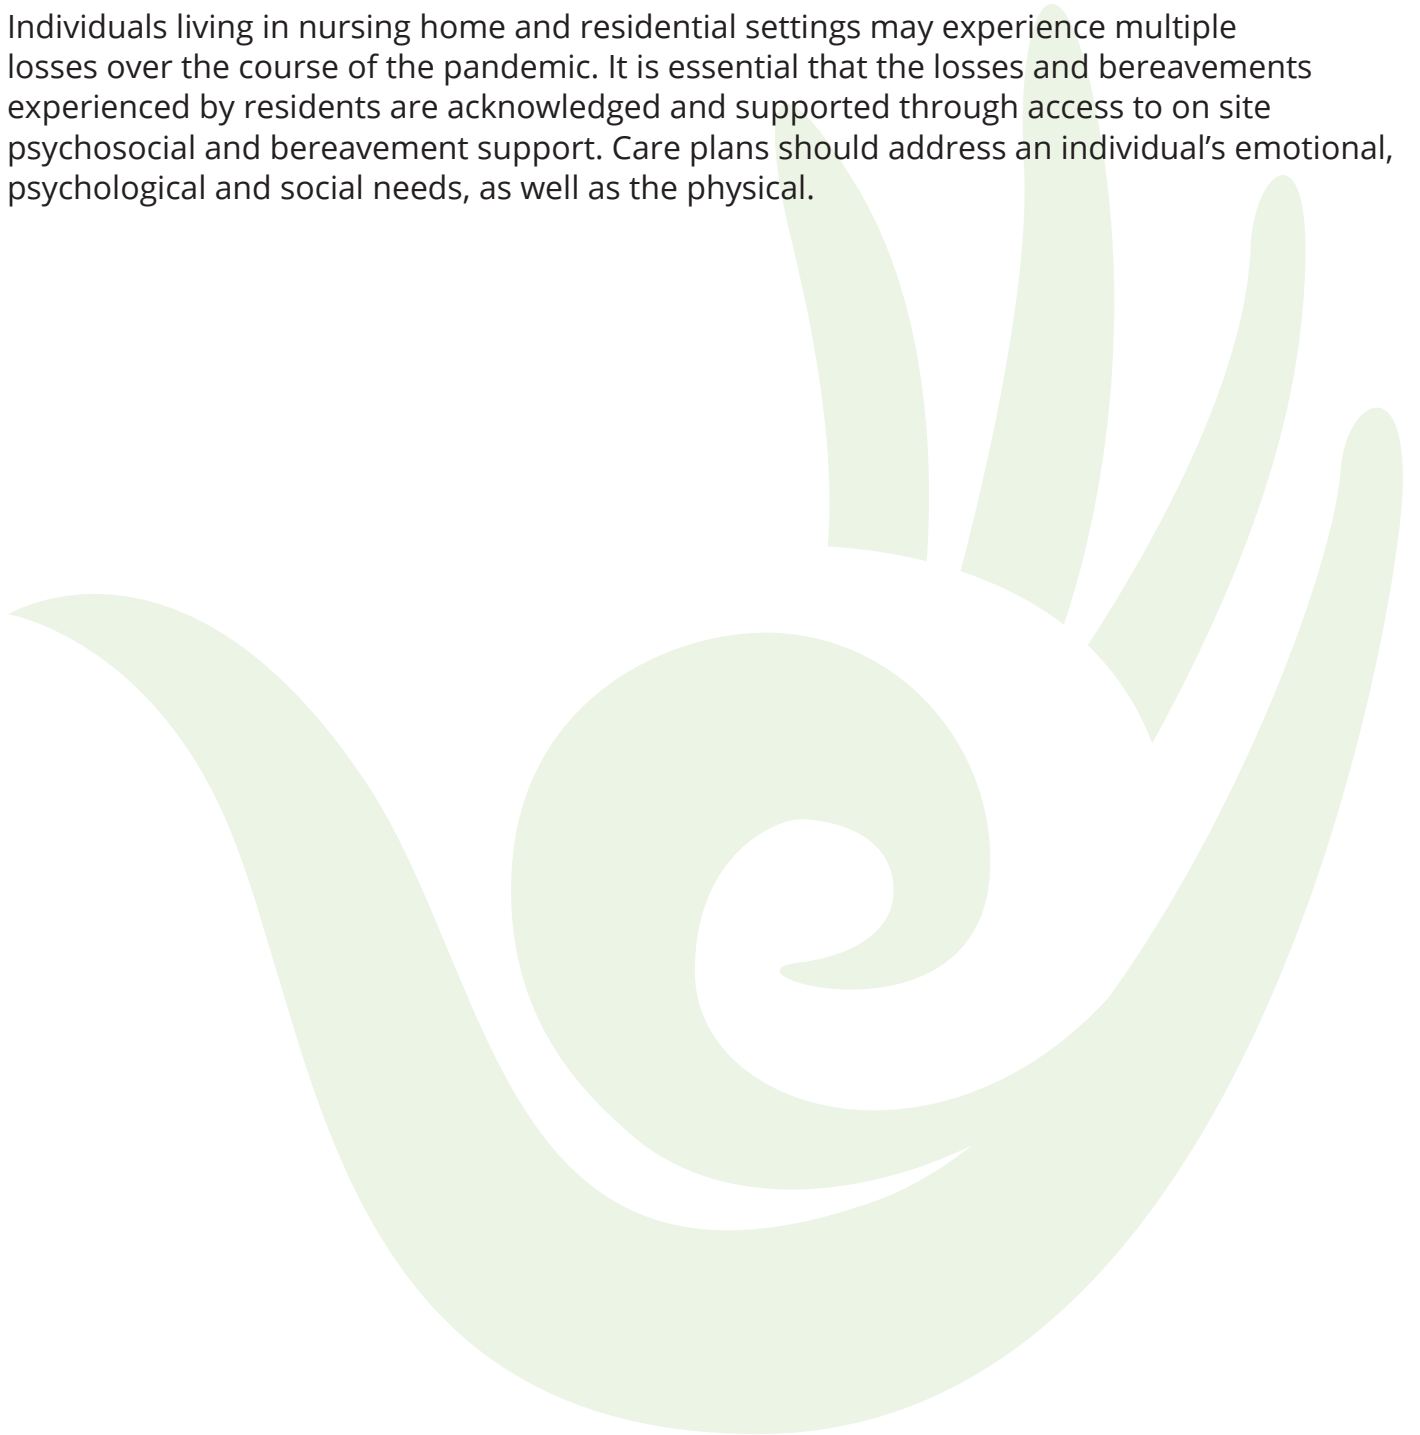 Individuals living in nursing home and residential settings may experience multiple
losses over the course of the pandemic. It is essential that the losses and bereavements
experienced by residents are acknowledged and supported through access to on site
psychosocial and bereavement support. Care plans should address an individual’s emotional,
psychological and social needs, as well as the physical.